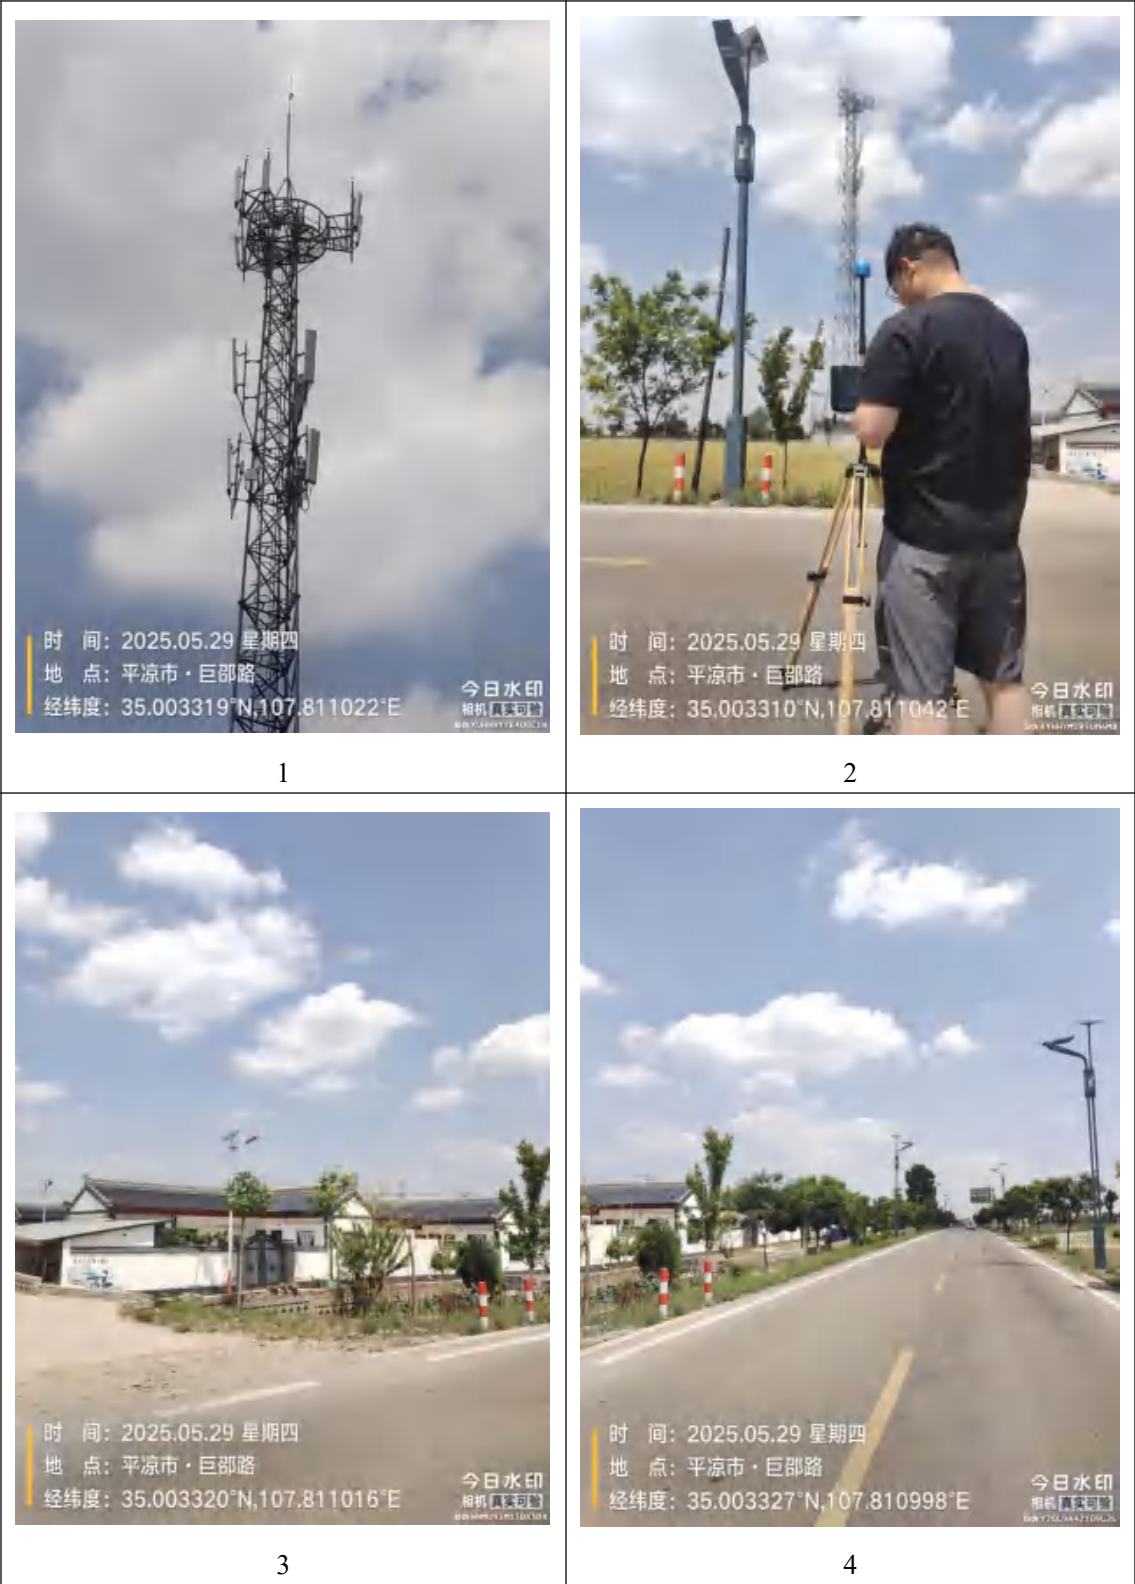 时 间：2025.05.29 星期四
地 点：平凉市·巨邵路
经纬度：35.003319°N,107.811022°E
今日水印
相机 真实可验
1
时 间：2025.05.29 星期四
地 点：平凉市·巨邵路
经纬度：35.003310°N,107.811042°E
今日水印
相机 真实可验
2
时 间：2025.05.29 星期四
地 点：平凉市·巨邵路
经纬度：35.003320°N,107.811016°E
今日水印
相机 真实可验
3
时 间：2025.05.29 星期四
地 点：平凉市·巨邵路
经纬度：35.003327°N,107.810998°E
今日水印
相机 真实可验
4